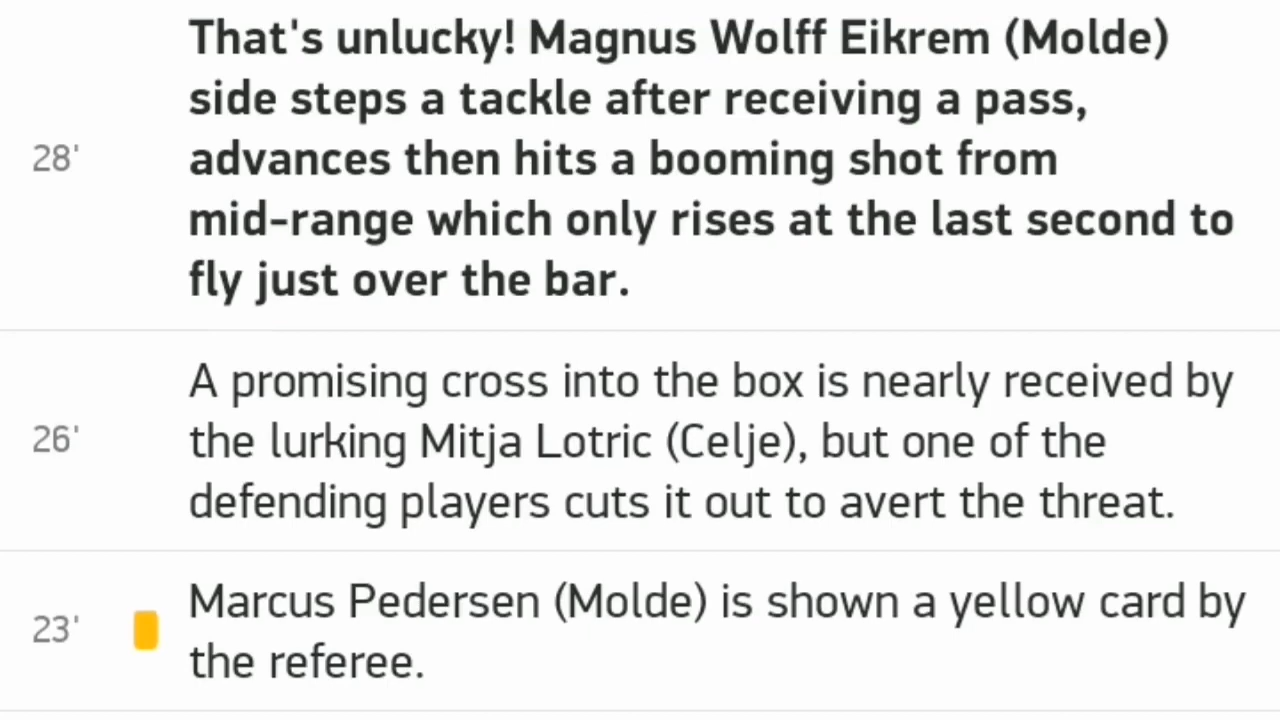 That's unlucky! Magnus Wolff Eikrem (Molde)
side steps a tackle after receiving a pass,
28'
advances then hits a booming shot from
mid-range which only rises at the last second to
fly just over the bar.
A promising cross into the box is nearly received by
26'
the lurking Mitja Lotric (Celje), but one of the
defending players cuts it out to avert the threat.
23'
Marcus Pedersen (Molde) is shown a yellow card by
the referee.